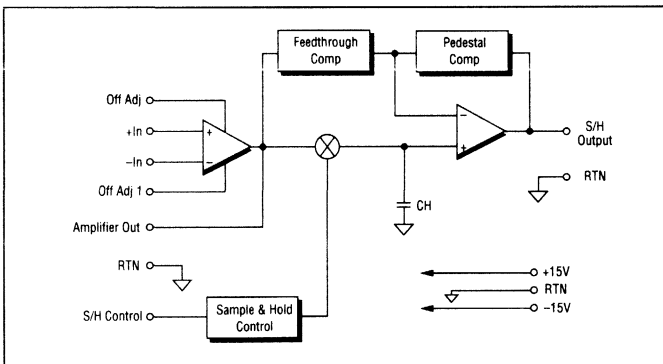 Feedthrough
Comp
Pedestal
Comp
Off Adj
+In
–In
Off Adj 1
+
–
–
+
S/H
Output
RTN
Amplifier Out
CH
RTN
+15V
RTN
–15V
S/H Control
Sample & Hold
Control